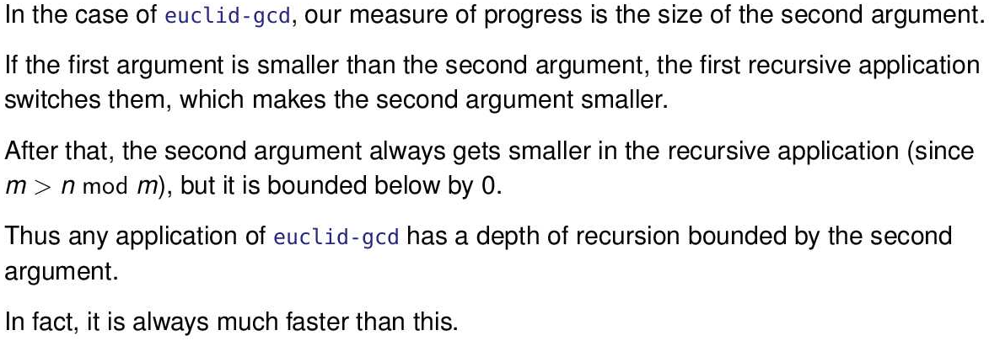 In the case of euclid-gcd, our measure of progress is the size of the second argument.
If the first argument is smaller than the second argument, the first recursive application
switches them, which makes the second argument smaller.
After that, the second argument always gets smaller in the recursive application (since
m > n mod m), but it is bounded below by 0.
Thus any application of euclid-gcd has a depth of recursion bounded by the second
argument.
In fact, it is always much faster than this.